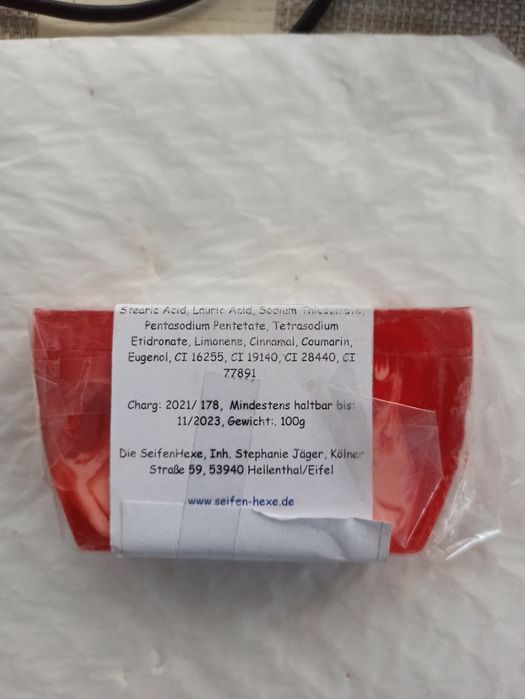 Stearic Acid, Lauric Acid, Sodium Thiosulfate,
Pentasodium Pentetate, Tetrasodium
Etidronate, Limonene, Cinnamal, Coumarin,
Eugenol, CI 16255, CI 19140, CI 28440, CI
77891
Charg: 2021/ 178, Mindestens haltbar bis:
11/2023, Gewicht:. 100g
Die SeifenHexe, Inh. Stephanie Jäger, Kölner
Straße 59, 53940 Hellenthal/Eifel
www.seifen-hexe.de